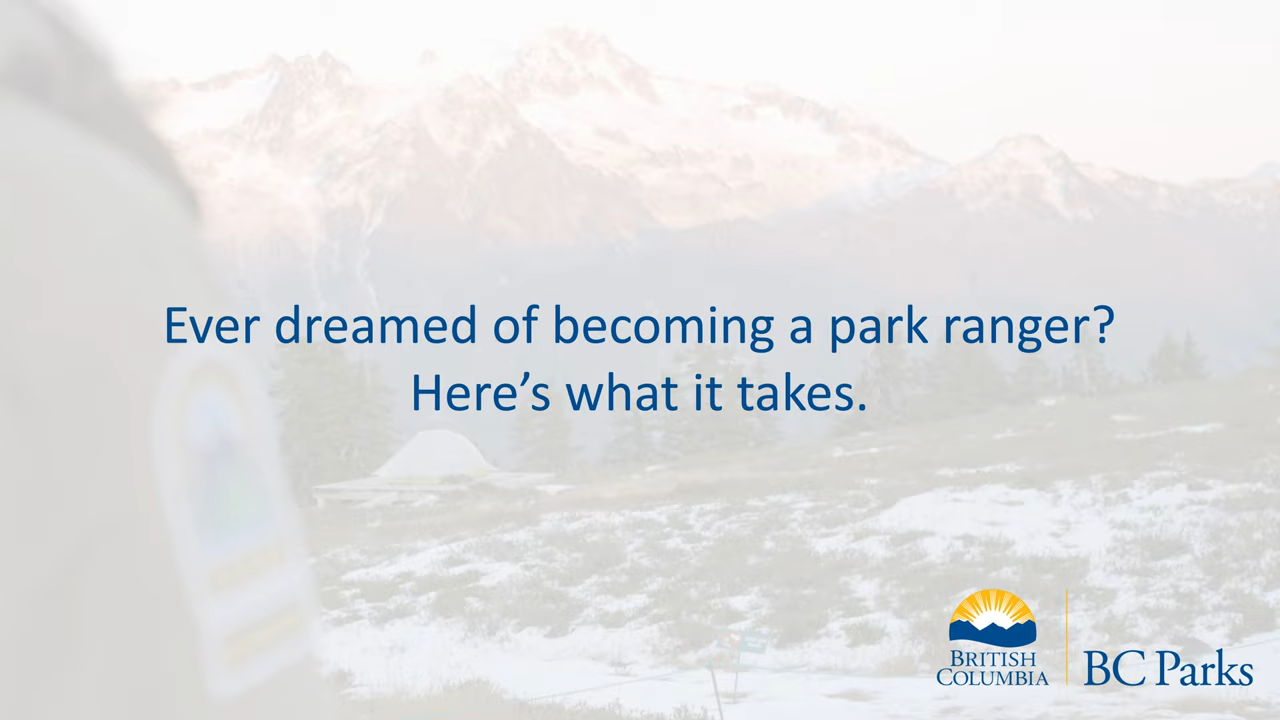 Ever dreamed of becoming a park ranger?
Here’s what it takes.
BRITISH
COLUMBIA
BC Parks